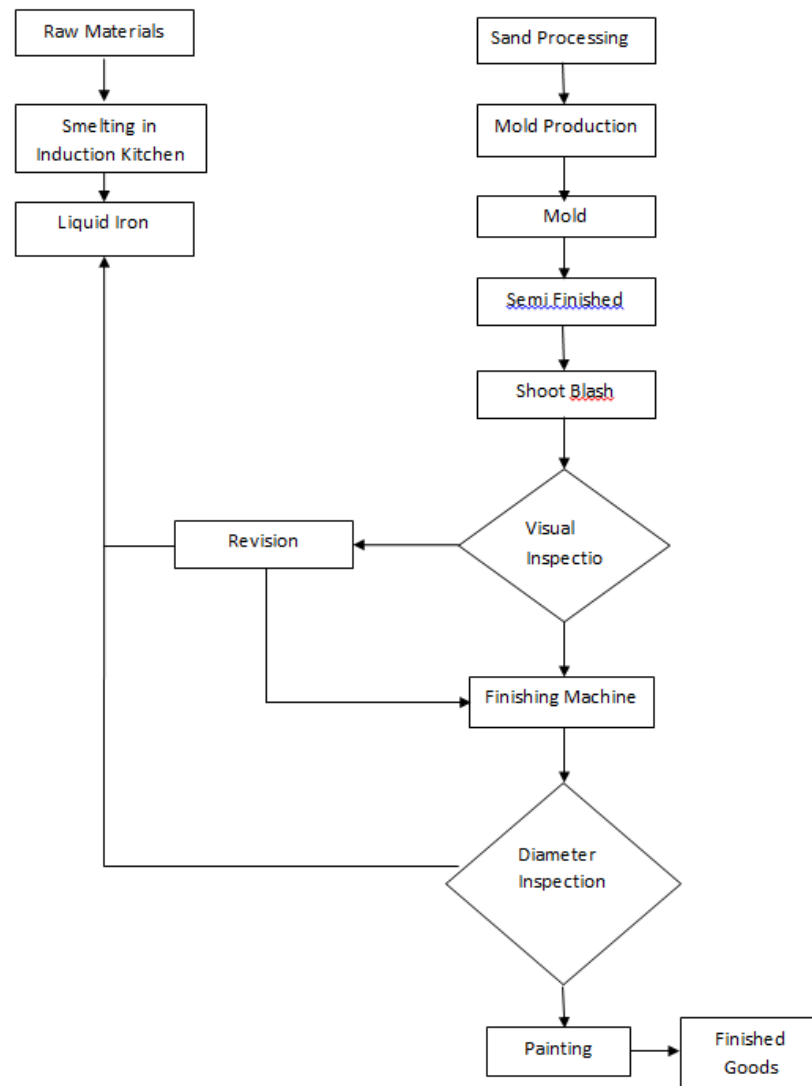 Raw Materials
Smelting in
Induction Kitchen
Liquid Iron
Sand Processing
Mold Production
Mold
Semi Finished
Shoot Blash
Visual
Inspectio
Revision
Finishing Machine
Diameter
Inspection
Painting
Finished
Goods